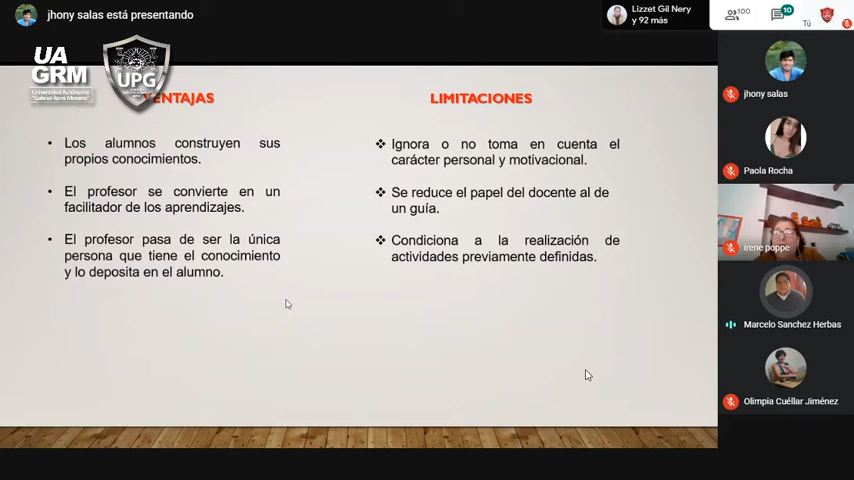 jhony salas está presentando
Lizzet Gil Nery
y 92 más
100
10
Tú
UA
GRM
Universidad Autónoma
"Gabriel René Moreno"
UPG
VENTAJAS
LIMITACIONES
• Los alumnos construyen sus
propios conocimientos.
• El profesor se convierte en un
facilitador de los aprendizajes.
• El profesor pasa de ser la única
persona que tiene el conocimiento
y lo deposita en el alumno.
❖ Ignora o no toma en cuenta el
carácter personal y motivacional.
❖ Se reduce el papel del docente al de
un guía.
❖ Condiciona a la realización de
actividades previamente definidas.
jhony salas
Paola Rocha
irene poppe
Marcelo Sanchez Herbas
Olimpia Cuéllar Jiménez